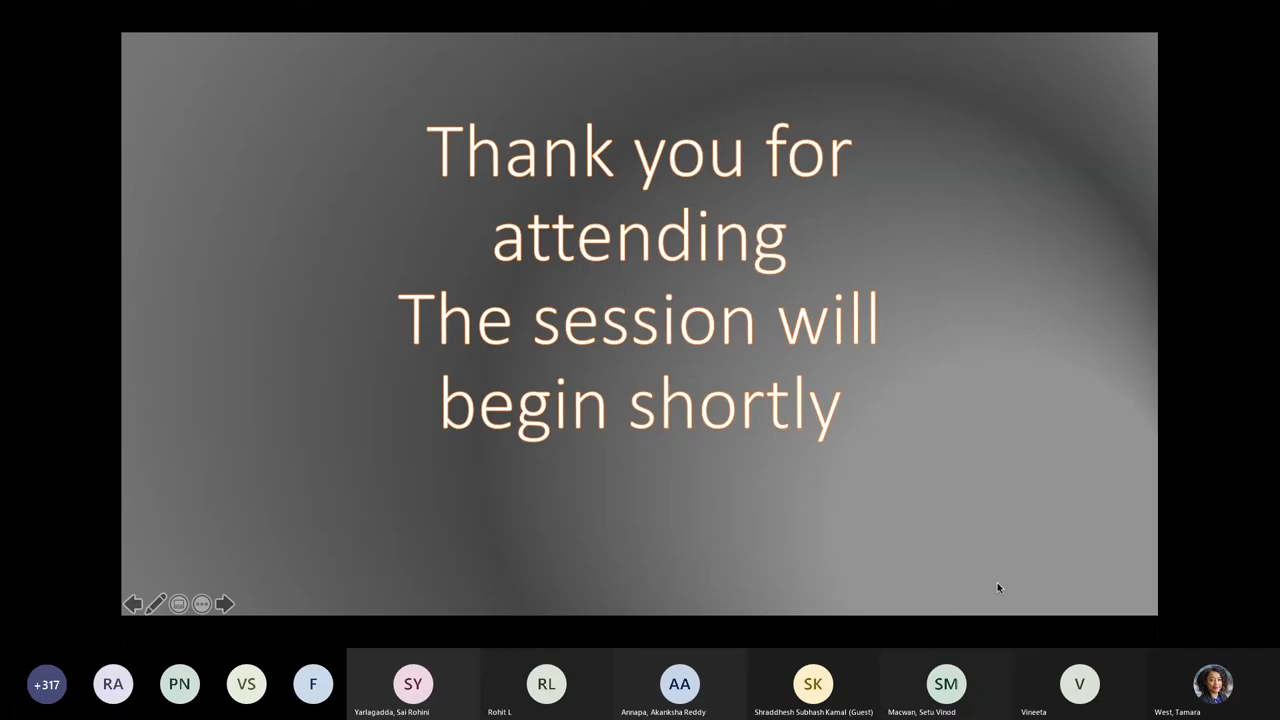 Thank you for
attending
The session will
begin shortly
+317
RA
PN
VS
F
SY
RL
AA
SK
SM
V
Yarlagadda, Sai Rohini
Rohit L
Annapa, Akanksha Reddy
Shraddhesh Subhash Kamal (Guest)
Macwan, Setu Vinod
Vineeta
West, Tamara